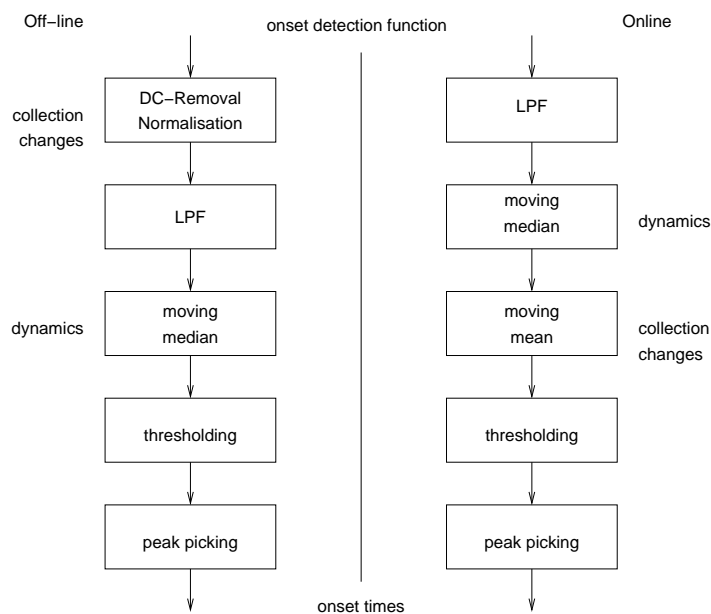 Off−line
onset detection function
Online
DC−Removal
Normalisation
collection
changes
LPF
dynamics
moving
median
thresholding
peak picking
LPF
moving
median
dynamics
moving
mean
collection
changes
thresholding
peak picking
onset times